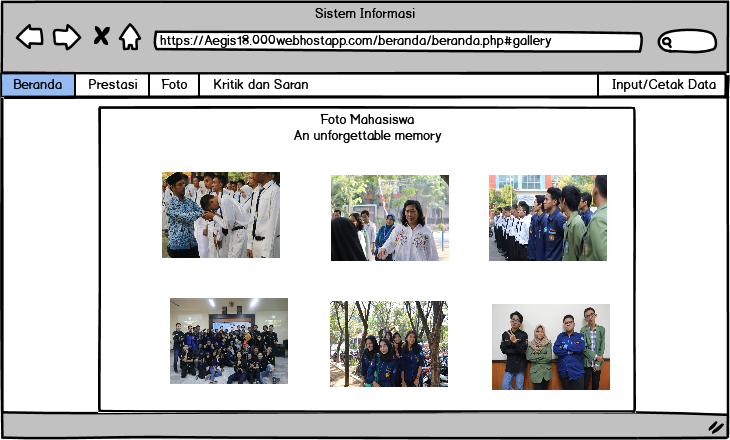 Sistem Informasi
https://Aegis18.000webhostapp.com/beranda/beranda.php#gallery
Beranda
Prestasi
Foto
Kritik dan Saran
Input/Cetak Data
Foto Mahasiswa
An unforgettable memory